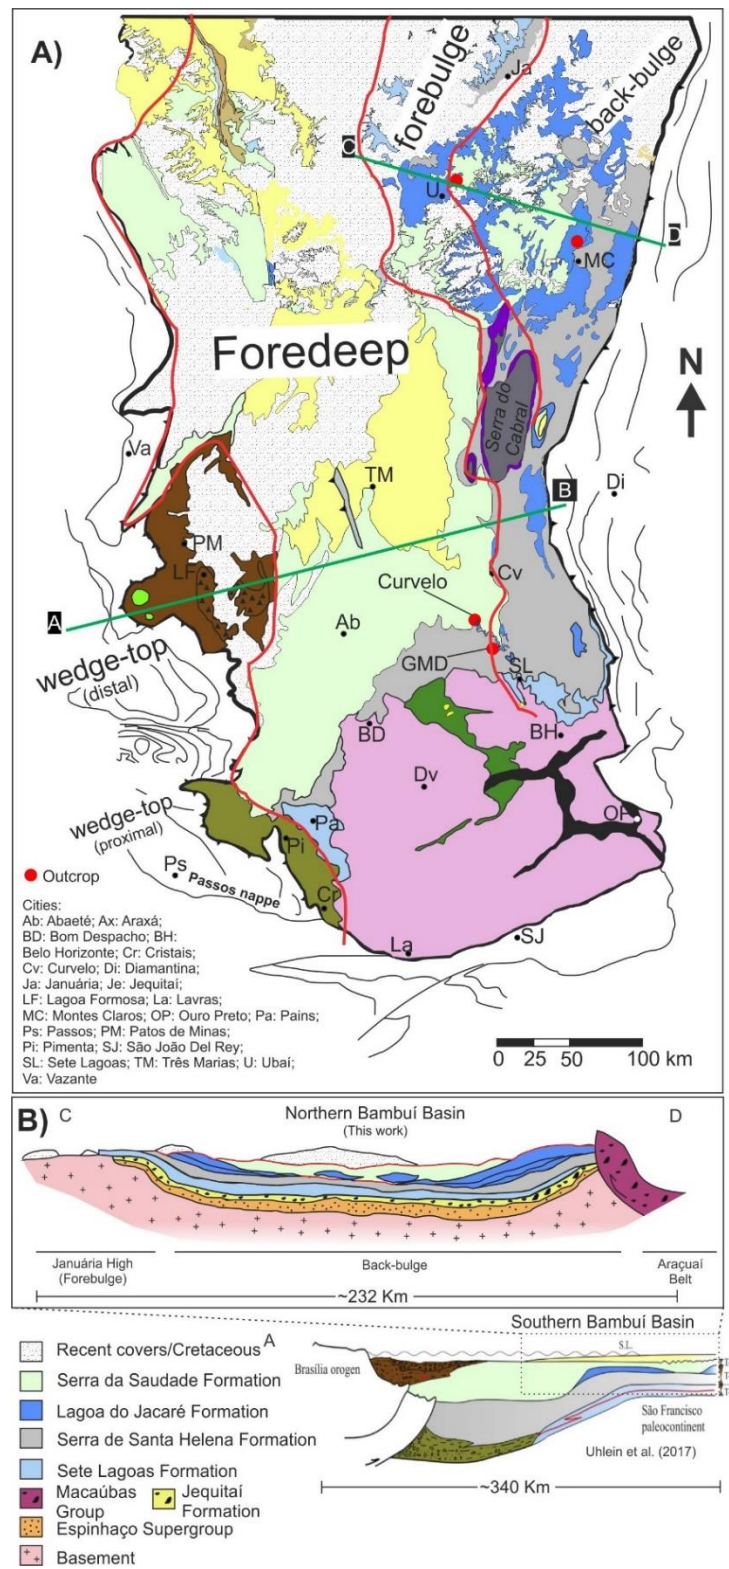 A)
forebulge
Ja
back-bulge
C
U
D
MC
Foredeep
N
Serra do
Cabral
Va
TM
B
Di
PM
LF
Curvelo
Cv
A
Ab
GMD
SL
wedge-top
(distal)
BD
BH
Dv
OP
wedge-top
(proximal)
Pa
Pi
Ps
Passos nappe
Cr
Outcrop
SJ
La
Cities:
Ab: Abaeté; Ax: Araxá;
BD: Bom Despacho; BH:
Belo Horizonte; Cr: Cristais;
Cv: Curvelo; Di: Diamantina;
Ja: Januária; Je: Jequitaí;
LF: Lagoa Formosa; La: Lavras;
MC: Montes Claros; OP: Ouro Preto; Pa: Pains;
Ps: Passos; PM: Patos de Minas;
Pi: Pimenta; SJ: São João Del Rey;
SL: Sete Lagoas; TM: Três Marias; U: Ubaí;
Va: Vazante
0 25 50 100 km
B)
C
Northern Bambuí Basin
(This work)
D
Januária High
(Forebulge)
Back-bulge
Araçuaí
Belt
~232 Km
Southern Bambuí Basin
A
Brasília orogen
S.L.
São Francisco
paleocontinent
Uhlein et al. (2017)
~340 Km
Recent covers/Cretaceous
Serra da Saudade Formation
Lagoa do Jacaré Formation
Serra de Santa Helena Formation
Sete Lagoas Formation
Macaúbas
Group
Jequitaí
Formation
Espinhaço Supergroup
Basement